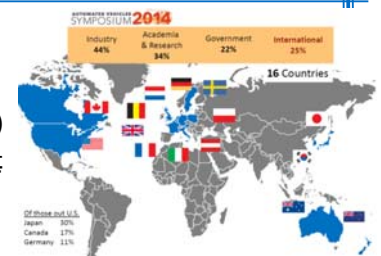 AUTOMATED VEHICLES
SYMPOSIUM 2014
Industry
44%
Academia
& Research
34%
Government
22%
International
25%
16 Countries
Of those out U.S.
Japan 30%
Canada 17%
Germany 11%